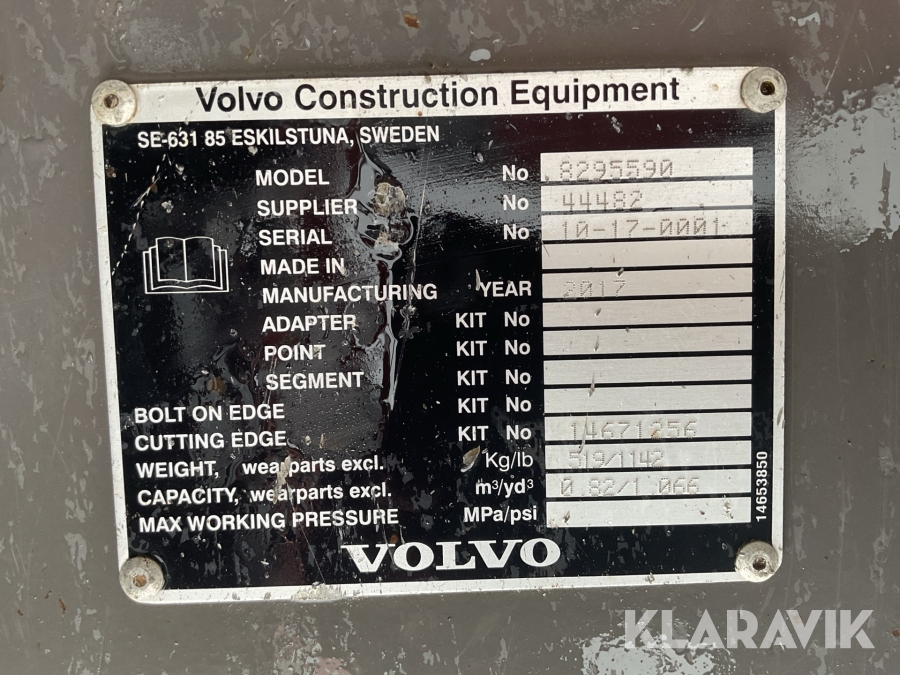 Volvo Construction Equipment
SE-631 85 ESKILSTUNA, SWEDEN
MODEL No 8295590
SUPPLIER No 44482
SERIAL No 10-17-0001
MADE IN
MANUFACTURING YEAR 2017
ADAPTER KIT No
POINT KIT No
SEGMENT KIT No
BOLT ON EDGE KIT No
CUTTING EDGE KIT No 14671256
WEIGHT, wearparts excl. Kg/lb 519/1142
CAPACITY, wearparts excl. m³/yd³ 0.82/1.066
MAX WORKING PRESSURE MPa/psi
VOLVO
14653850
KLARAVIK